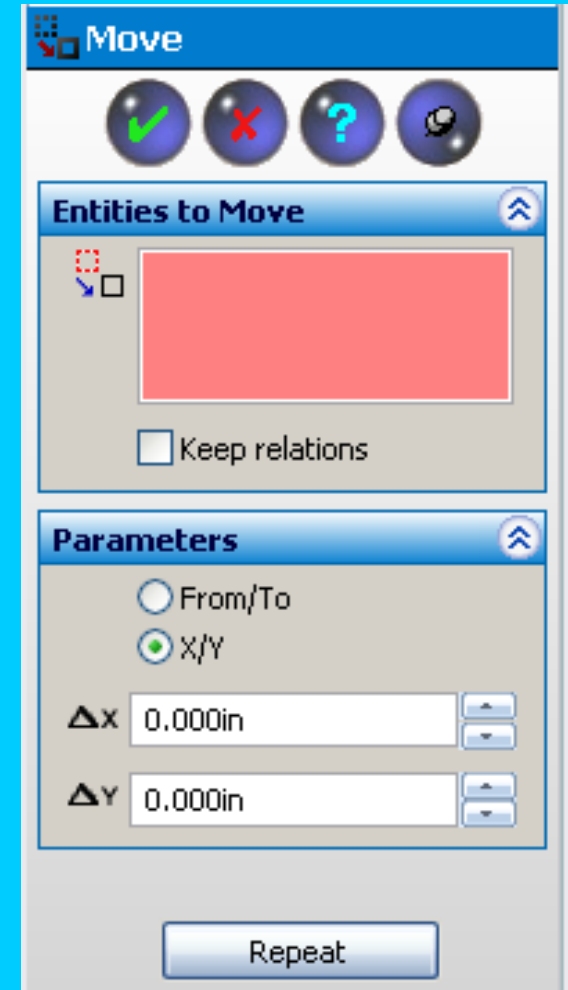 Move
?
Entities to Move
Keep relations
Parameters
From/To
X/Y
ΔX 0.000in
ΔY 0.000in
Repeat